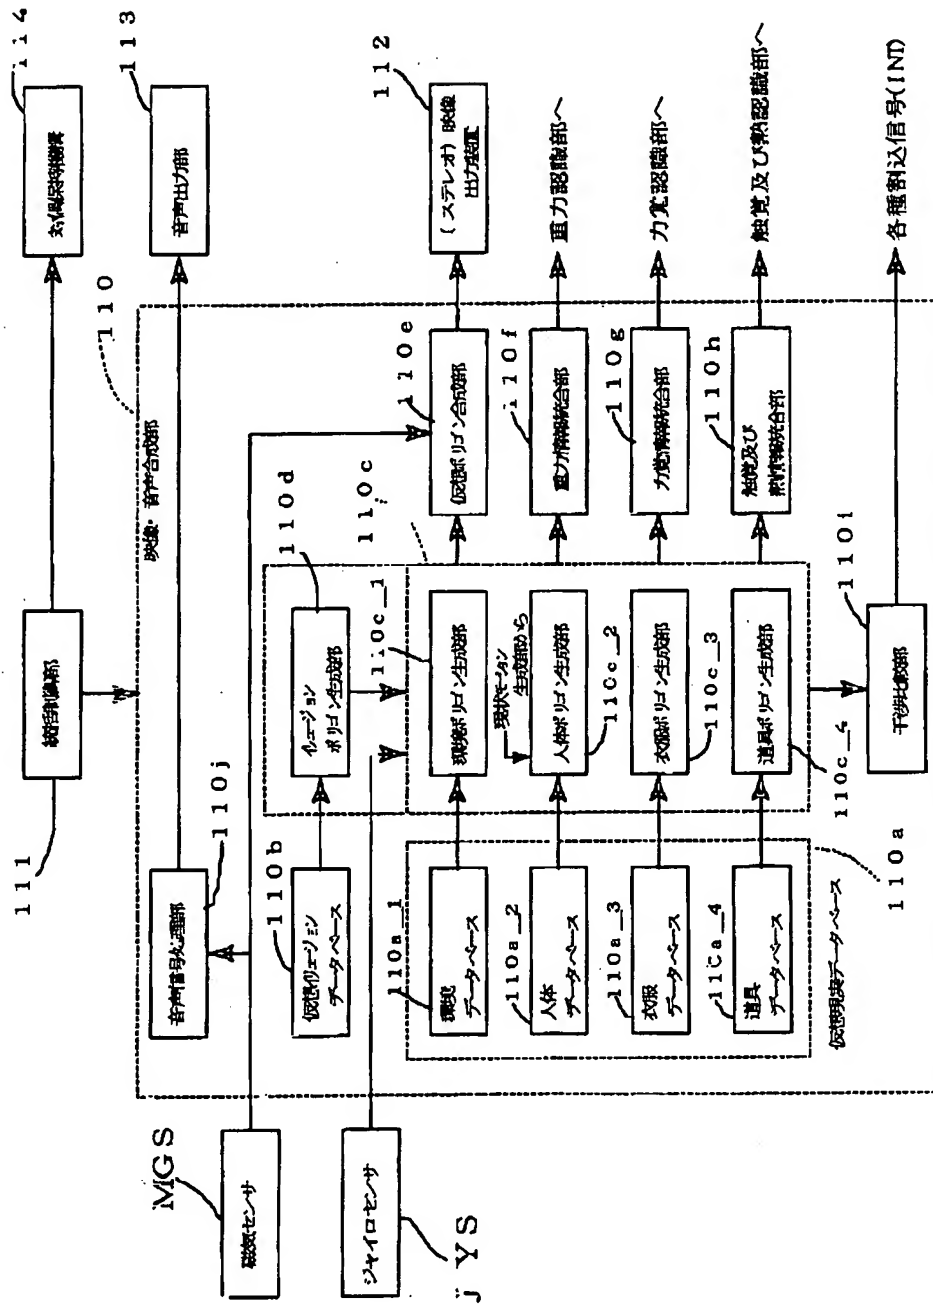 114
113
音声出力部
112
(ステレオ) 映像
出力装置
重力認識部へ
力覚認識部へ
触覚及び熱認識部へ
各種割込信号(INT)
110
映像・音声合成部
110e
仮想ポリゴン合成部
110f
重力情報統合部
110g
力覚情報統合部
110h
触覚及び
熱情報統合部
統括制御部
111
110d
イリュージョン
ポリゴン生成部
110c
110c_1
環境ポリゴン生成部
現状モーション
生成部から
人体ポリゴン生成部
110c_2
衣服ポリゴン生成部
110c_3
道具ポリゴン生成部
110c_4
干渉比較部
110i
音声信号処理部
110j
110b
仮想イリュージョン
データベース
110a_1
環境
データベース
110a_2
人体
データベース
110a_3
衣服
データベース
110a_4
道具
データベース
110a
仮想現実データベース
MGS
磁気センサ
ジャイロセンサ
jYS